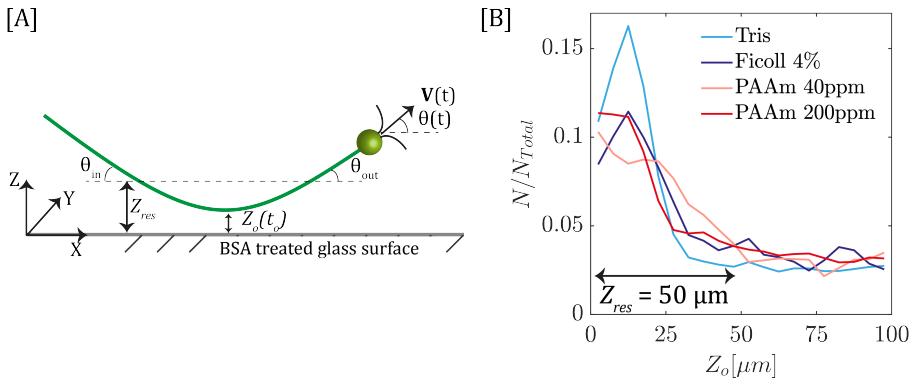 [A]
V(t)
θ(t)
θin
θout
Z
Y
X
Zres
Zo(to)
BSA treated glass surface
[B]
Tris
Ficoll 4%
PAAm 40ppm
PAAm 200ppm
N/NTotal
0.15
0.1
0.05
0
Zres = 50 μm
0 25 50 75 100
Zo[μm]